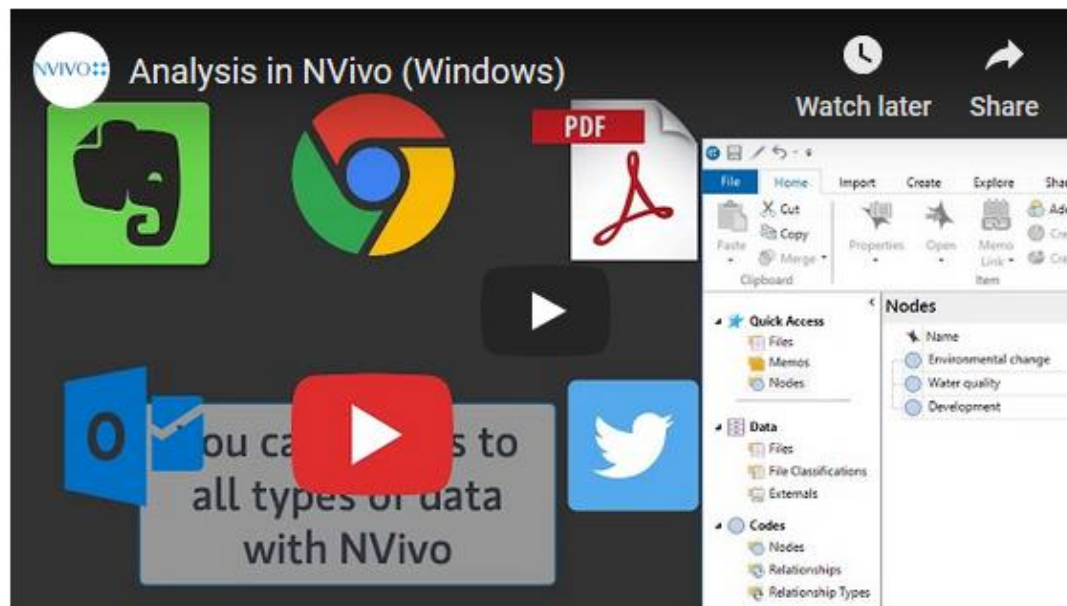 NVIVO
Analysis in NVivo (Windows)
Watch later
Share
PDF
File Home Import Create Explore
Paste
Cut
Copy
Merge
Clipboard
Properties
Open
Memo
Link
Item
Quick Access
Files
Memos
Nodes
Data
Files
File Classifications
Externals
Codes
Nodes
Relationships
Relationship Types
Nodes
Name
Environmental change
Water quality
Development
to
all types of data
with NVivo